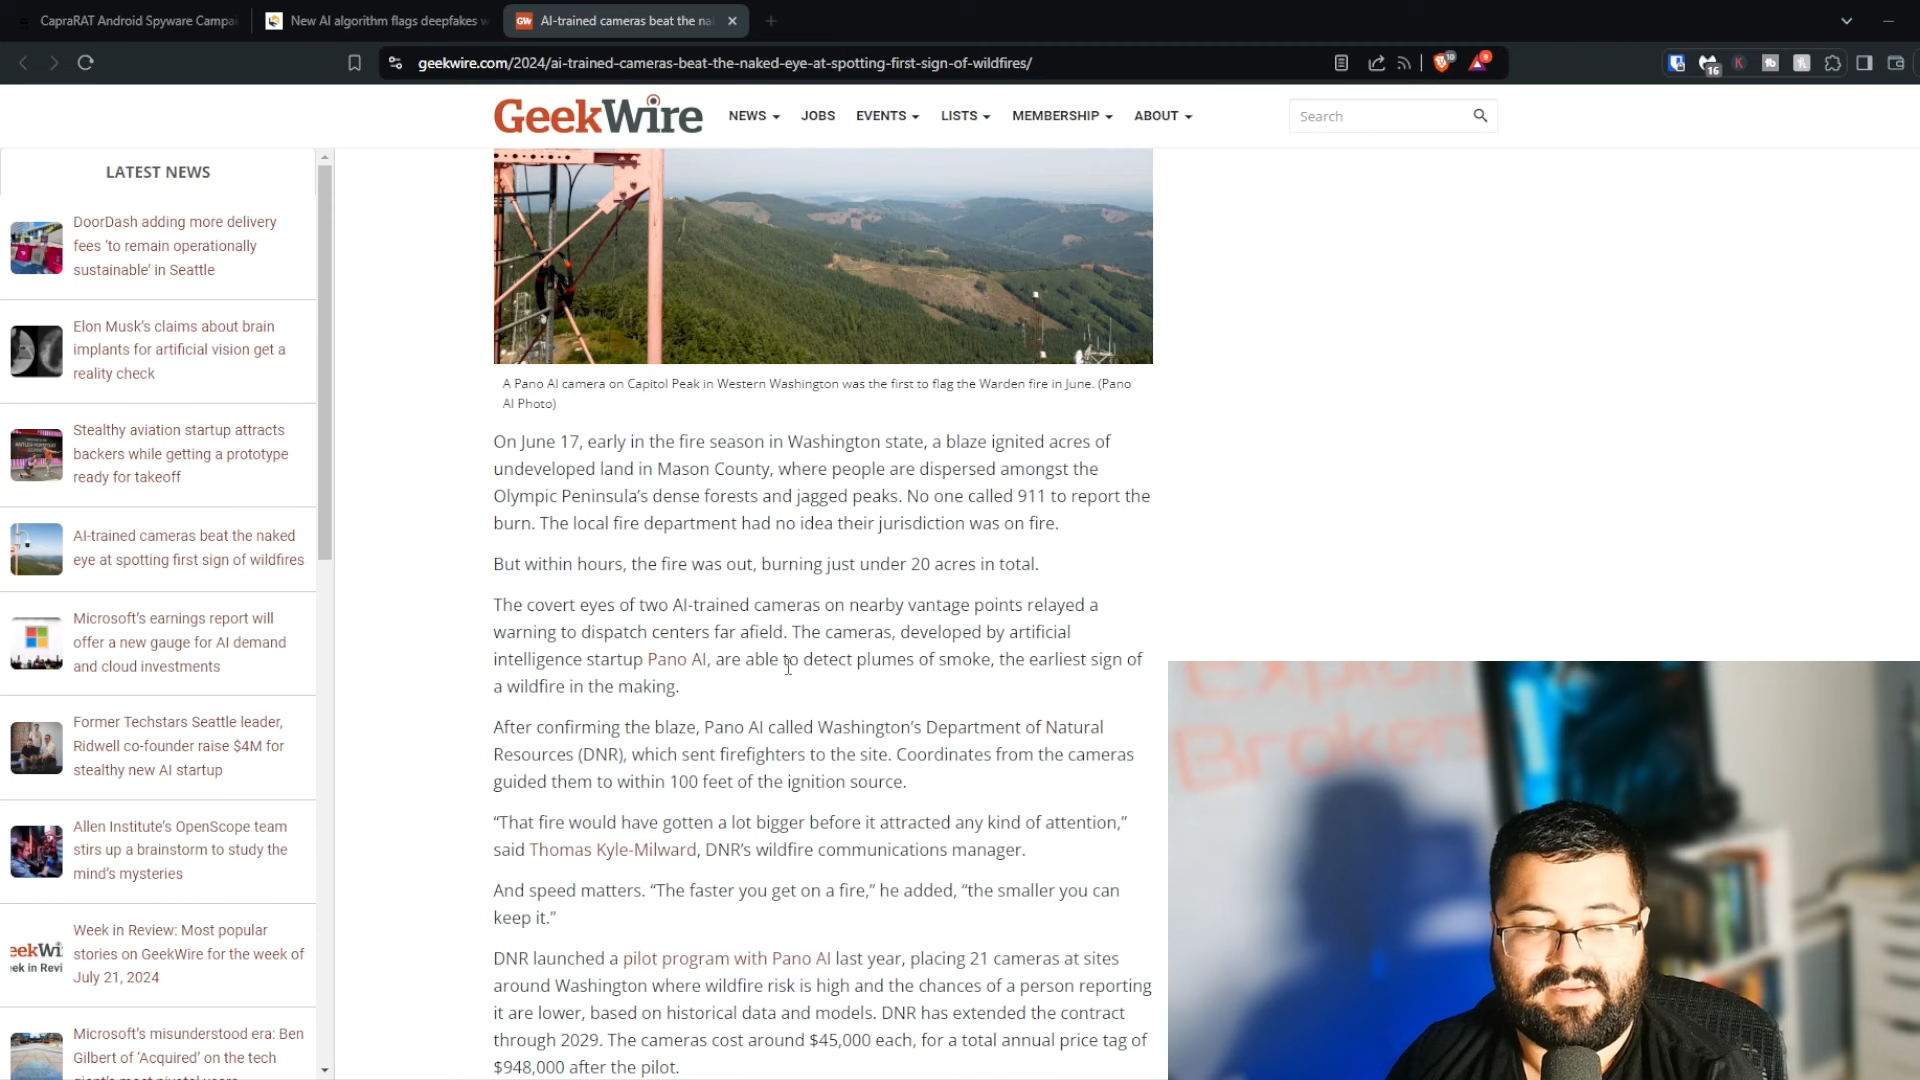 CapraRAT Android Spyware Campai
New AI algorithm flags deepfakes w
GW AI-trained cameras beat the na
geekwire.com/2024/ai-trained-cameras-beat-the-naked-eye-at-spotting-first-sign-of-wildfires/
16
GeekWire
NEWS
JOBS
EVENTS
LISTS
MEMBERSHIP
ABOUT
Search
LATEST NEWS
DoorDash adding more delivery
fees ‘to remain operationally
sustainable’ in Seattle
Elon Musk’s claims about brain
implants for artificial vision get a
reality check
Stealthy aviation startup attracts
backers while getting a prototype
ready for takeoff
AI-trained cameras beat the naked
eye at spotting first sign of wildfires
Microsoft’s earnings report will
offer a new gauge for AI demand
and cloud investments
Former Techstars Seattle leader,
Ridwell co-founder raise $4M for
stealthy new AI startup
Allen Institute’s OpenScope team
stirs up a brainstorm to study the
mind’s mysteries
eekWi
ek in Revi
Week in Review: Most popular
stories on GeekWire for the week of
July 21, 2024
Microsoft’s misunderstood era: Ben
Gilbert of ‘Acquired’ on the tech
giant’s most pivotal years
A Pano AI camera on Capitol Peak in Western Washington was the first to flag the Warden fire in June. (Pano
AI Photo)
On June 17, early in the fire season in Washington state, a blaze ignited acres of
undeveloped land in Mason County, where people are dispersed amongst the
Olympic Peninsula’s dense forests and jagged peaks. No one called 911 to report the
burn. The local fire department had no idea their jurisdiction was on fire.
But within hours, the fire was out, burning just under 20 acres in total.
The covert eyes of two AI-trained cameras on nearby vantage points relayed a
warning to dispatch centers far afield. The cameras, developed by artificial
intelligence startup Pano AI, are able to detect plumes of smoke, the earliest sign of
a wildfire in the making.
After confirming the blaze, Pano AI called Washington’s Department of Natural
Resources (DNR), which sent firefighters to the site. Coordinates from the cameras
guided them to within 100 feet of the ignition source.
“That fire would have gotten a lot bigger before it attracted any kind of attention,”
said Thomas Kyle-Milward, DNR’s wildfire communications manager.
And speed matters. “The faster you get on a fire,” he added, “the smaller you can
keep it.”
DNR launched a pilot program with Pano AI last year, placing 21 cameras at sites
around Washington where wildfire risk is high and the chances of a person reporting
it are lower, based on historical data and models. DNR has extended the contract
through 2029. The cameras cost around $45,000 each, for a total annual price tag of
$948,000 after the pilot.
Brokers